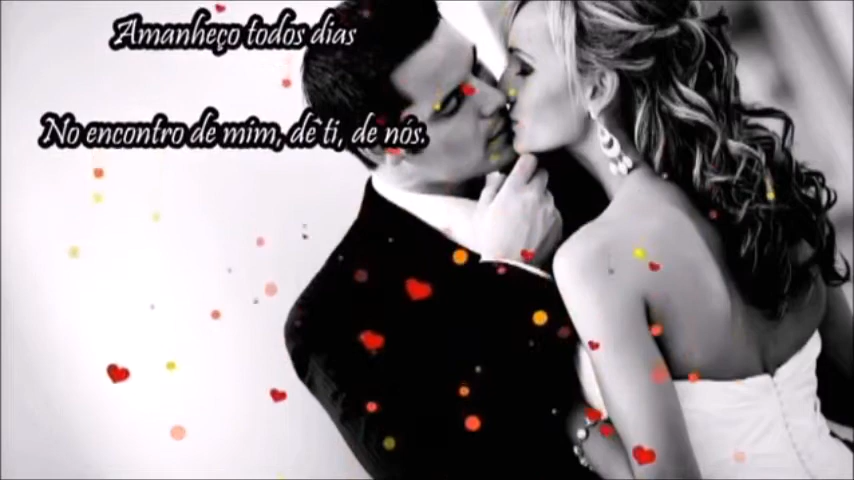 Amanheço todos dias
No encontro de mim, de ti, de nós.